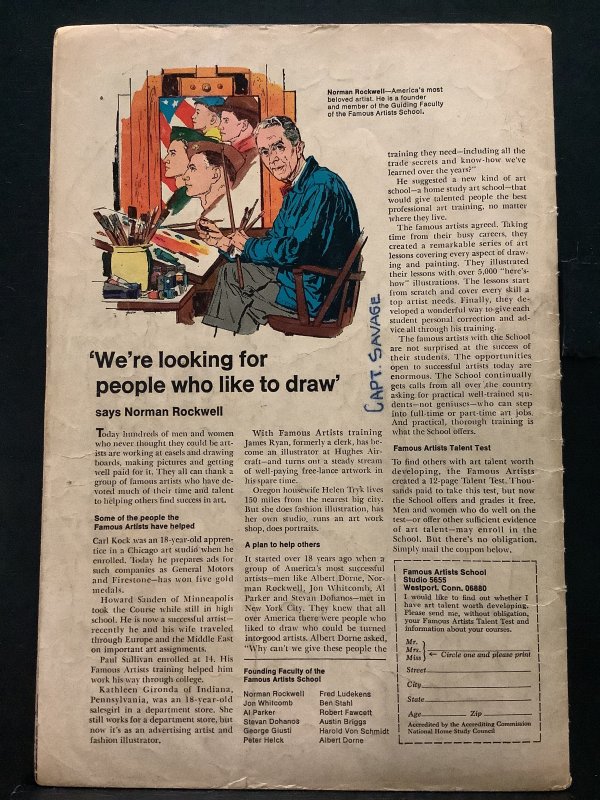 Norman Rockwell—America's most
beloved artist. He is a founder
and member of the Guiding Faculty
of the Famous Artists School.
'We're looking for
people who like to draw'
says Norman Rockwell
Today hundreds of men and women
who never thought they could be art-
ists are working at easels and drawing
boards, making pictures and getting
well paid for it. They all can thank a
group of famous artists who have de-
voted much of their time and talent
to helping others find success in art.
Some of the people the
Famous Artists have helped
Carl Kock was an 18-year-old appren-
tice in a Chicago art studio when he
enrolled. Today he prepares ads for
such companies as General Motors
and Firestone—has won five gold
medals.
Howard Sanden of Minneapolis
took the Course while still in high
school. He is now a successful artist—
recently he and his wife traveled
through Europe and the Middle East
on important art assignments.
Paul Sullivan enrolled at 14. His
Famous Artists training helped him
work his way through college.
Kathleen Gironda of Indiana,
Pennsylvania, was an 18-year-old
salesgirl in a department store. She
still works for a department store, but
now it's as an advertising artist and
fashion illustrator.
With Famous Artists training
James Ryan, formerly a clerk, has be-
come an illustrator at Hughes Air-
craft—and turns out a steady stream
of well-paying free-lance artwork in
his spare time.
Oregon housewife Helen Tryk lives
150 miles from the nearest big city.
But she does fashion illustration, has
her own studio, runs an art work
shop, does portraits.
A plan to help others
It started over 18 years ago when a
group of America's most successful
artists—men like Albert Dorne, Nor-
man Rockwell, Jon Whitcomb, Al
Parker and Stevan Dohanos—met in
New York City. They knew that all
over America there were people who
liked to draw who could be turned
into good artists. Albert Dorne asked,
"Why can't we give these people the
Founding Faculty of the
Famous Artists School
Norman Rockwell
Jon Whitcomb
Al Parker
Stevan Dohanos
George Giusti
Peter Helck
Fred Ludekens
Ben Stahl
Robert Fawcett
Austin Briggs
Harold Von Schmidt
Albert Dorne
CAPT. SAVAGE
training they need—including all the
trade secrets and know-how we've
learned over the years?"
He suggested a new kind of art
school—a home study art school—that
would give talented people the best
professional art training, no matter
where they live.
The famous artists agreed. Taking
time from their busy careers, they
created a remarkable series of art
lessons covering every aspect of draw-
ing and painting. They illustrated
their lessons with over 5,000 "here's-
how" illustrations. The lessons start
from scratch and cover every skill a
top artist needs. Finally, they de-
veloped a wonderful way to give each
student personal correction and ad-
vice all through his training.
The famous artists with the School
are not surprised at the success of
their students. The opportunities
open to successful artists today are
enormous. The School continually
gets calls from all over the country
asking for practical well-trained stu-
dents—not geniuses—who can step
into full-time or part-time art jobs.
And practical, thorough training is
what the School offers.
Famous Artists Talent Test
To find others with art talent worth
developing, the Famous Artists
created a 12-page Talent Test. Thou-
sands paid to take this test, but now
the School offers and grades it free.
Men and women who do well on the
test—or offer other sufficient evidence
of art talent—may enroll in the
School. But there's no obligation.
Simply mail the coupon below.
Famous Artists School
Studio 5655
Westport, Conn. 06880
I would like to find out whether I
have art talent worth developing.
Please send me, without obligation,
your Famous Artists Talent Test and
information about your courses.
Mr.
Mrs. Circle one and please print
Miss
Street
City
State
Age Zip
Accredited by the Accrediting Commission
National Home Study Council